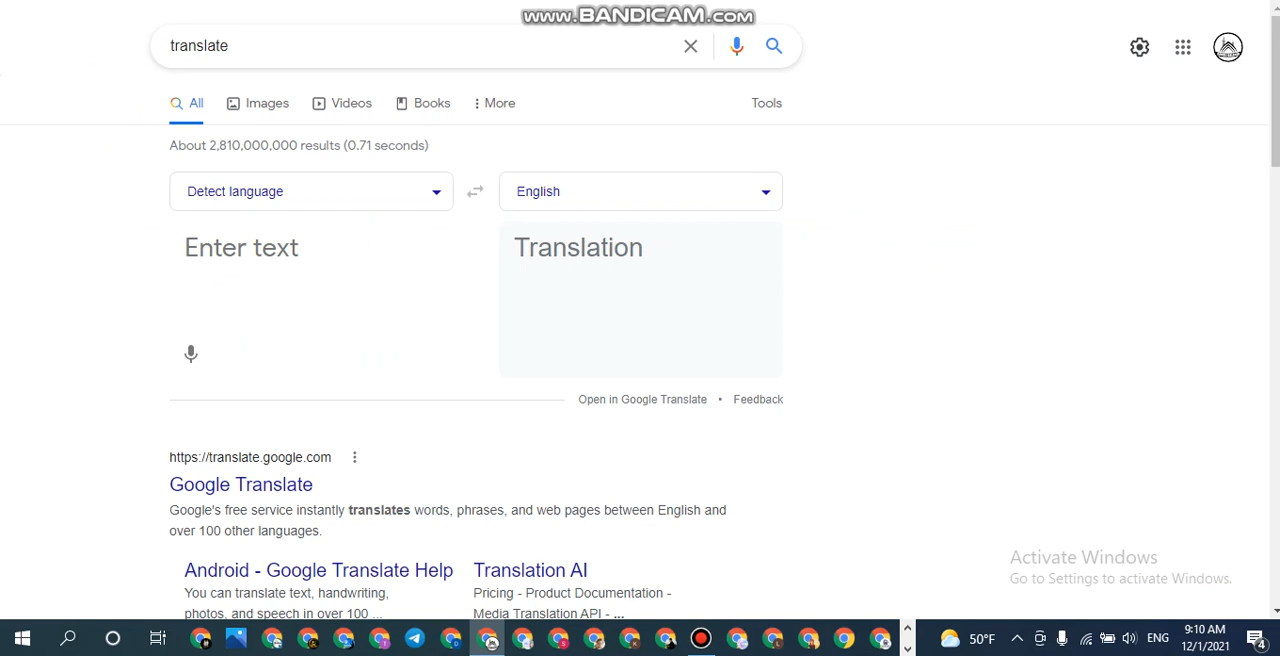 www.BANDICAM.com
translate
All Images Videos Books More Tools
About 2,810,000,000 results (0.71 seconds)
Detect language English
Enter text Translation
Open in Google Translate • Feedback
https://translate.google.com
Google Translate
Google's free service instantly translates words, phrases, and web pages between English and
over 100 other languages.
Android - Google Translate Help Translation AI
You can translate text, handwriting, Pricing - Product Documentation -
photos, and speech in over 100 ... Media Translation API - ...
Activate Windows
Go to Settings to activate Windows.
50°F ENG 9:10 AM
12/1/2021
4